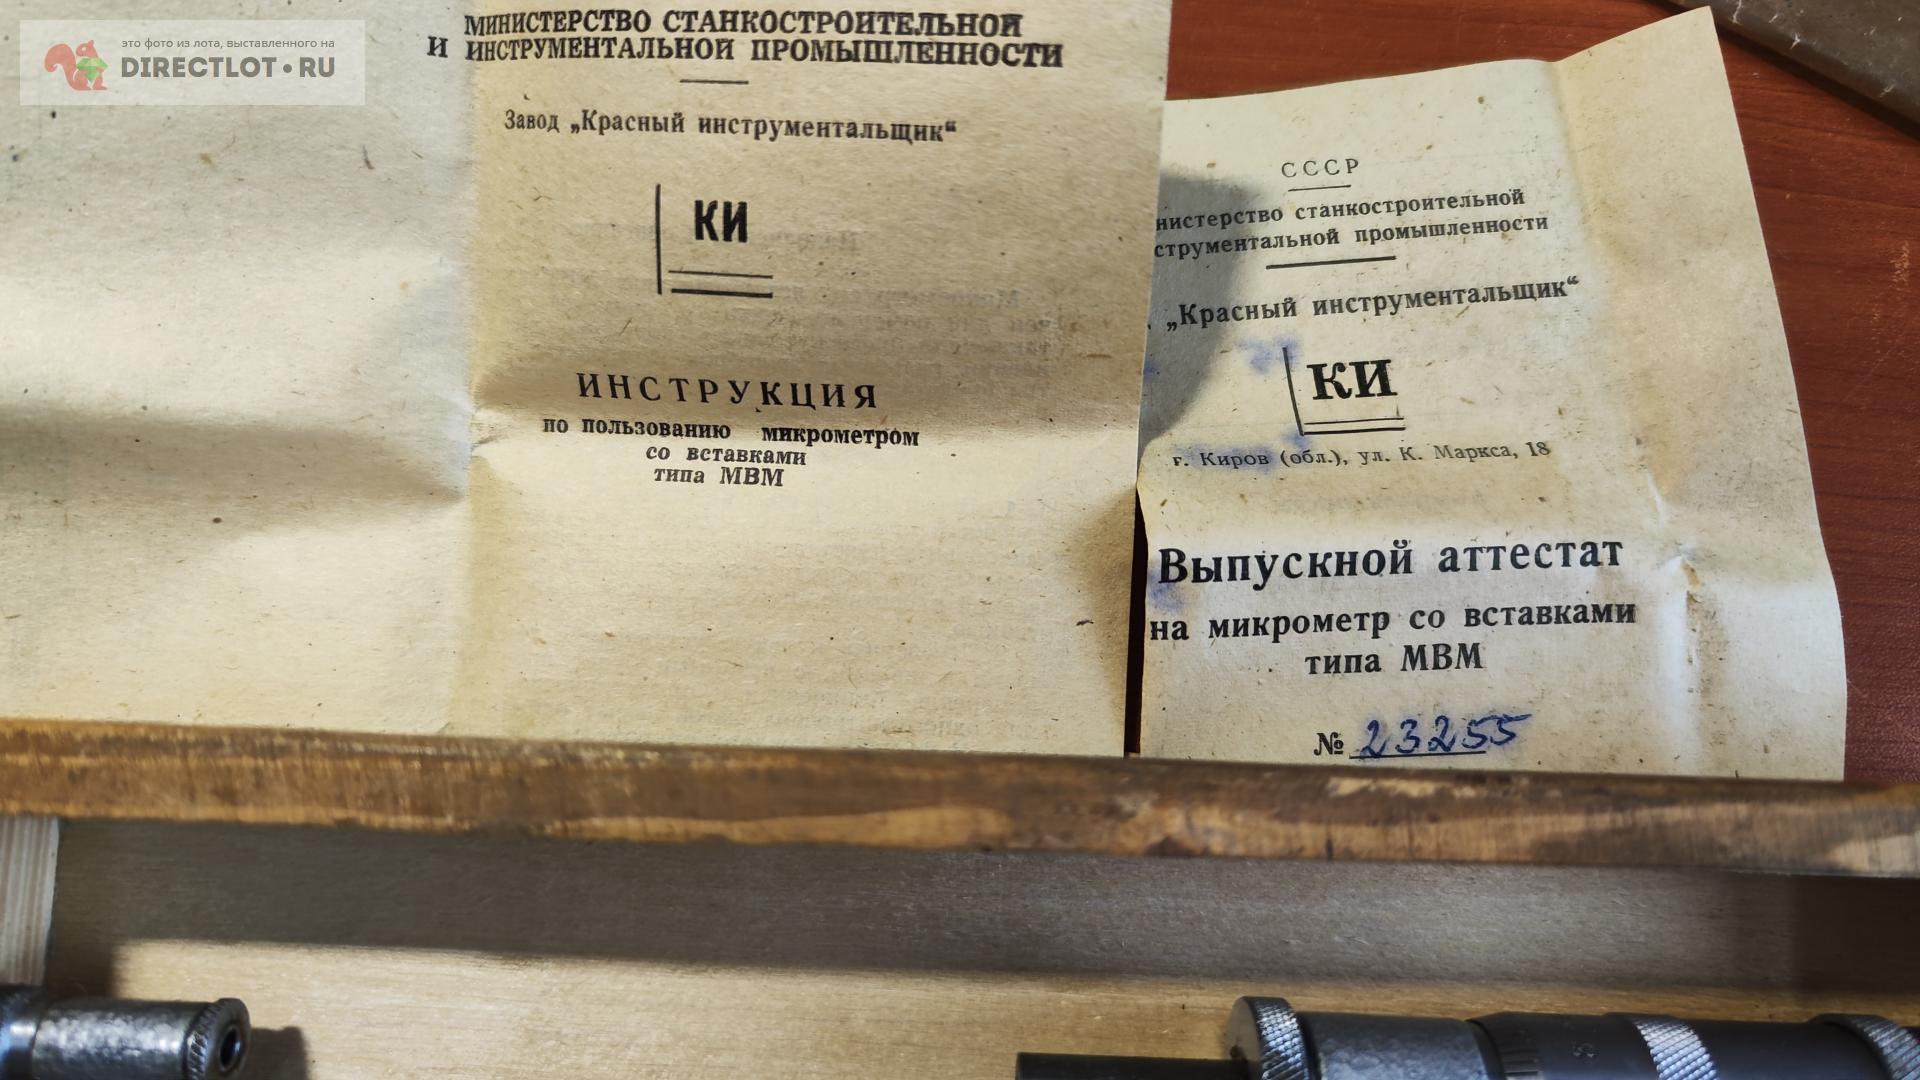 это фото из лота, выставленного на
DIRECTLOT•RU
МИНИСТЕРСТВО СТАНКОСТРОИТЕЛЬНОЙ
И ИНСТРУМЕНТАЛЬНОЙ ПРОМЫШЛЕННОСТИ
Завод „Красный инструментальщик“
КИ
ИНСТРУКЦИЯ
по пользованию микрометром
со вставками
типа МВМ
СССР
нистерство станкостроительной
струментальной промышленности
„Красный инструментальщик“
КИ
г. Киров (обл.), ул. К. Маркса, 18
Выпускной аттестат
на микрометр со вставками
типа МВМ
№ 23255